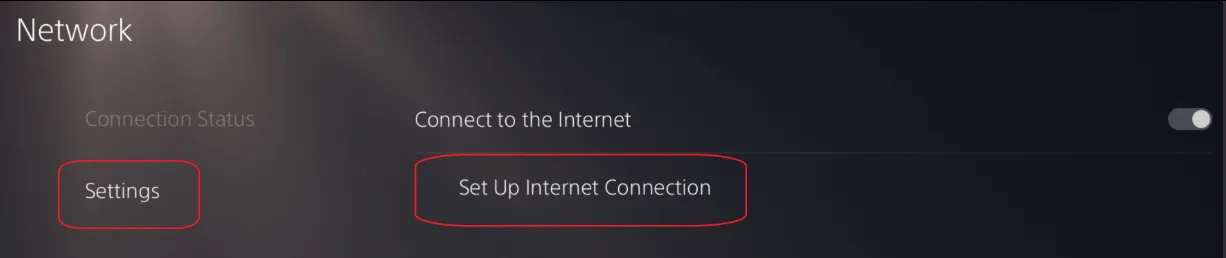 Network
Connection Status
Connect to the Internet
Settings
Set Up Internet Connection